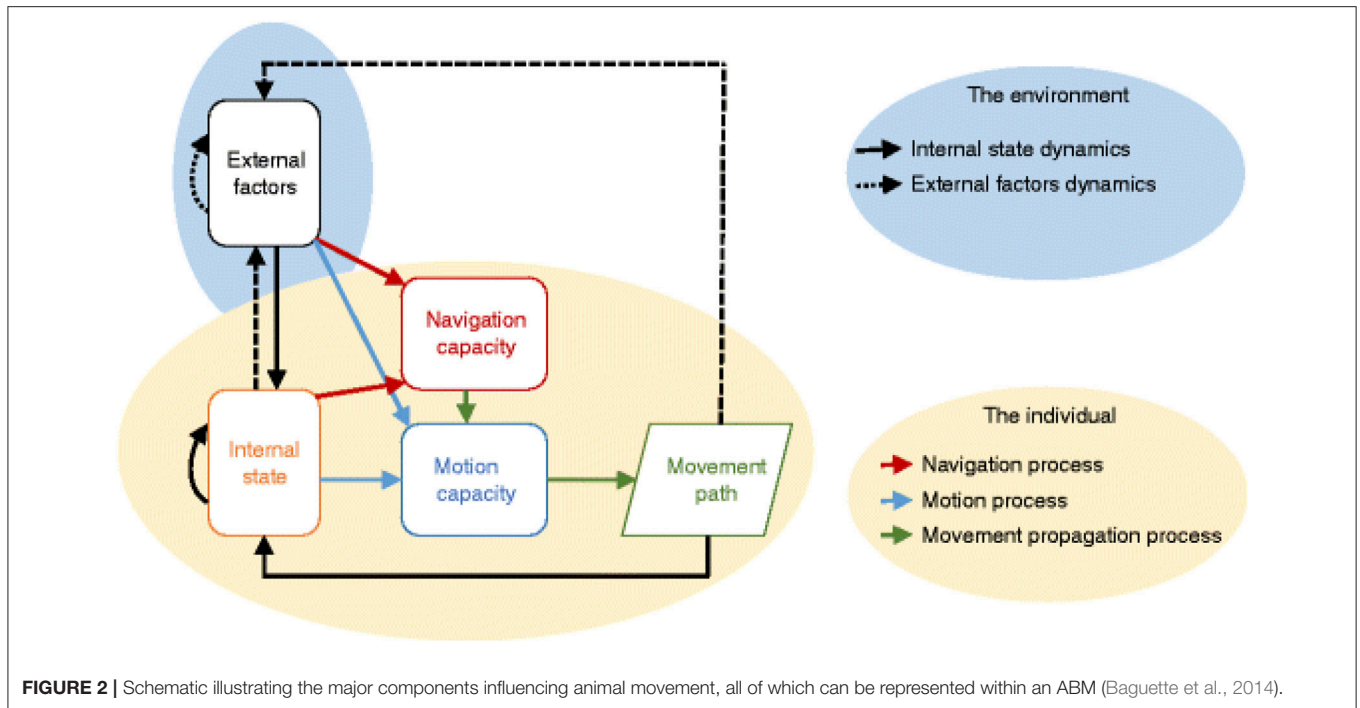 External
factors
Navigation
capacity
Internal
state
Motion
capacity
Movement
path
The environment
Internal state dynamics
External factors dynamics
The individual
Navigation process
Motion process
Movement propagation process
FIGURE 2 | Schematic illustrating the major components influencing animal movement, all of which can be represented within an ABM (Baguette et al., 2014).